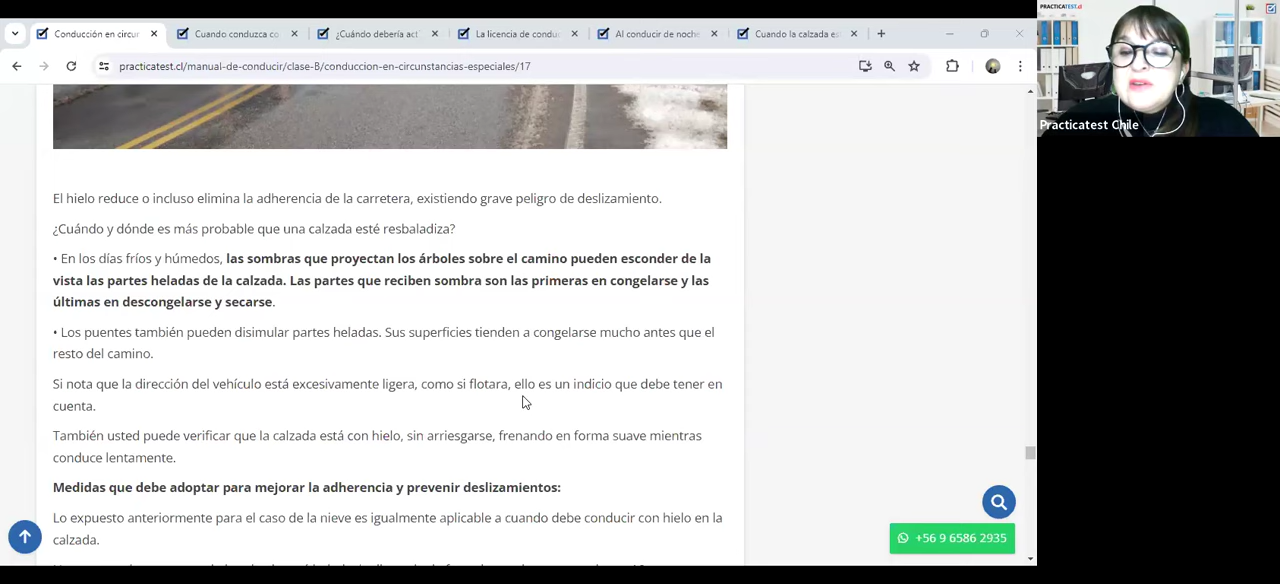 Conducción en circur
Cuando conduzca co
¿Cuándo debería act
La licencia de condu
Al conducir de noch
Cuando la calzada es
practicatest.cl/manual-de-conducir/clase-B/conduccion-en-circunstancias-especiales/17
PRACTICATEST.cl
Practicatest Chile
El hielo reduce o incluso elimina la adherencia de la carretera, existiendo grave peligro de deslizamiento.
¿Cuándo y dónde es más probable que una calzada esté resbaladiza?
• En los días fríos y húmedos, las sombras que proyectan los árboles sobre el camino pueden esconder de la
vista las partes heladas de la calzada. Las partes que reciben sombra son las primeras en congelarse y las
últimas en descongelarse y secarse.
• Los puentes también pueden disimular partes heladas. Sus superficies tienden a congelarse mucho antes que el
resto del camino.
Si nota que la dirección del vehículo está excesivamente ligera, como si flotara, ello es un indicio que debe tener en
cuenta.
También usted puede verificar que la calzada está con hielo, sin arriesgarse, frenando en forma suave mientras
conduce lentamente.
Medidas que debe adoptar para mejorar la adherencia y prevenir deslizamientos:
Lo expuesto anteriormente para el caso de la nieve es igualmente aplicable a cuando debe conducir con hielo en la
calzada.
+56 9 6586 2935